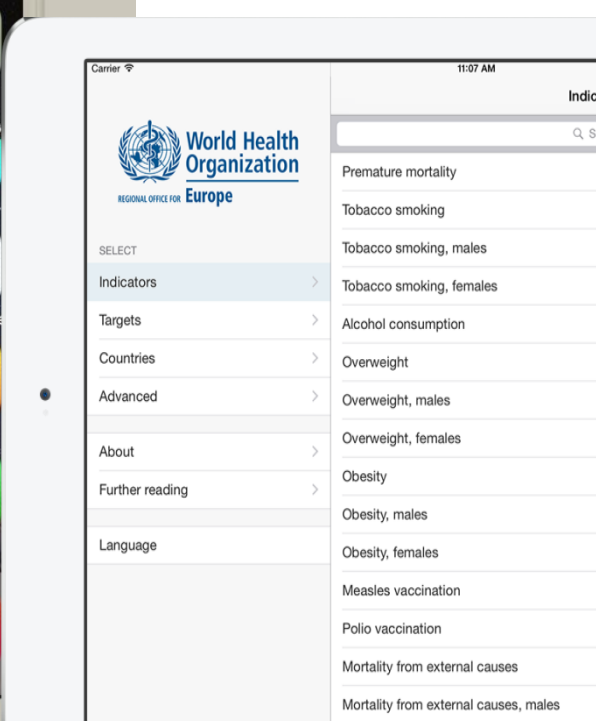 Carrier
11:07 AM
World Health
Organization
REGIONAL OFFICE FOR Europe
SELECT
Indicators
Targets
Countries
Advanced
About
Further reading
Language
Premature mortality
Tobacco smoking
Tobacco smoking, males
Tobacco smoking, females
Alcohol consumption
Overweight
Overweight, males
Overweight, females
Obesity
Obesity, males
Obesity, females
Measles vaccination
Polio vaccination
Mortality from external causes
Mortality from external causes, males